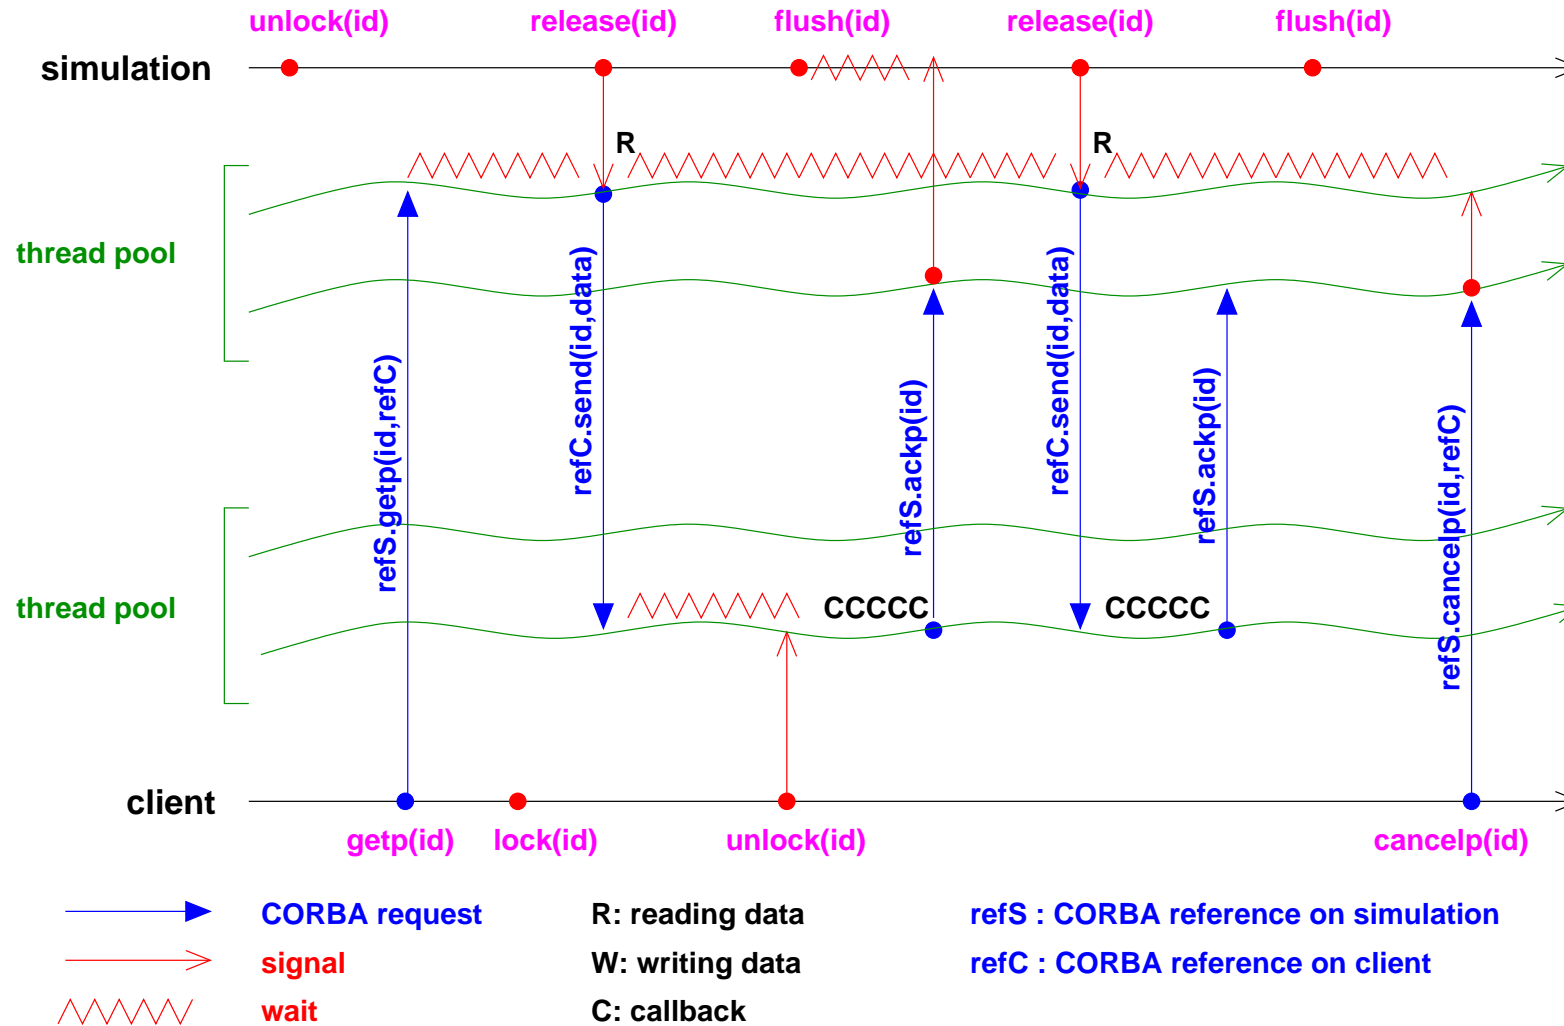 unlock(id) release(id) flush(id) release(id) flush(id)
simulation
R R
thread pool
refS.getp(id,refC)
refC.send(id,data)
refS.ackp(id)
refC.send(id,data)
refS.ackp(id)
refS.cancelp(id,refC)
thread pool
CCCCC CCCCC
client
getp(id) lock(id) unlock(id) cancelp(id)
CORBA request R: reading data refS : CORBA reference on simulation
signal W: writing data refC : CORBA reference on client
wait C: callback